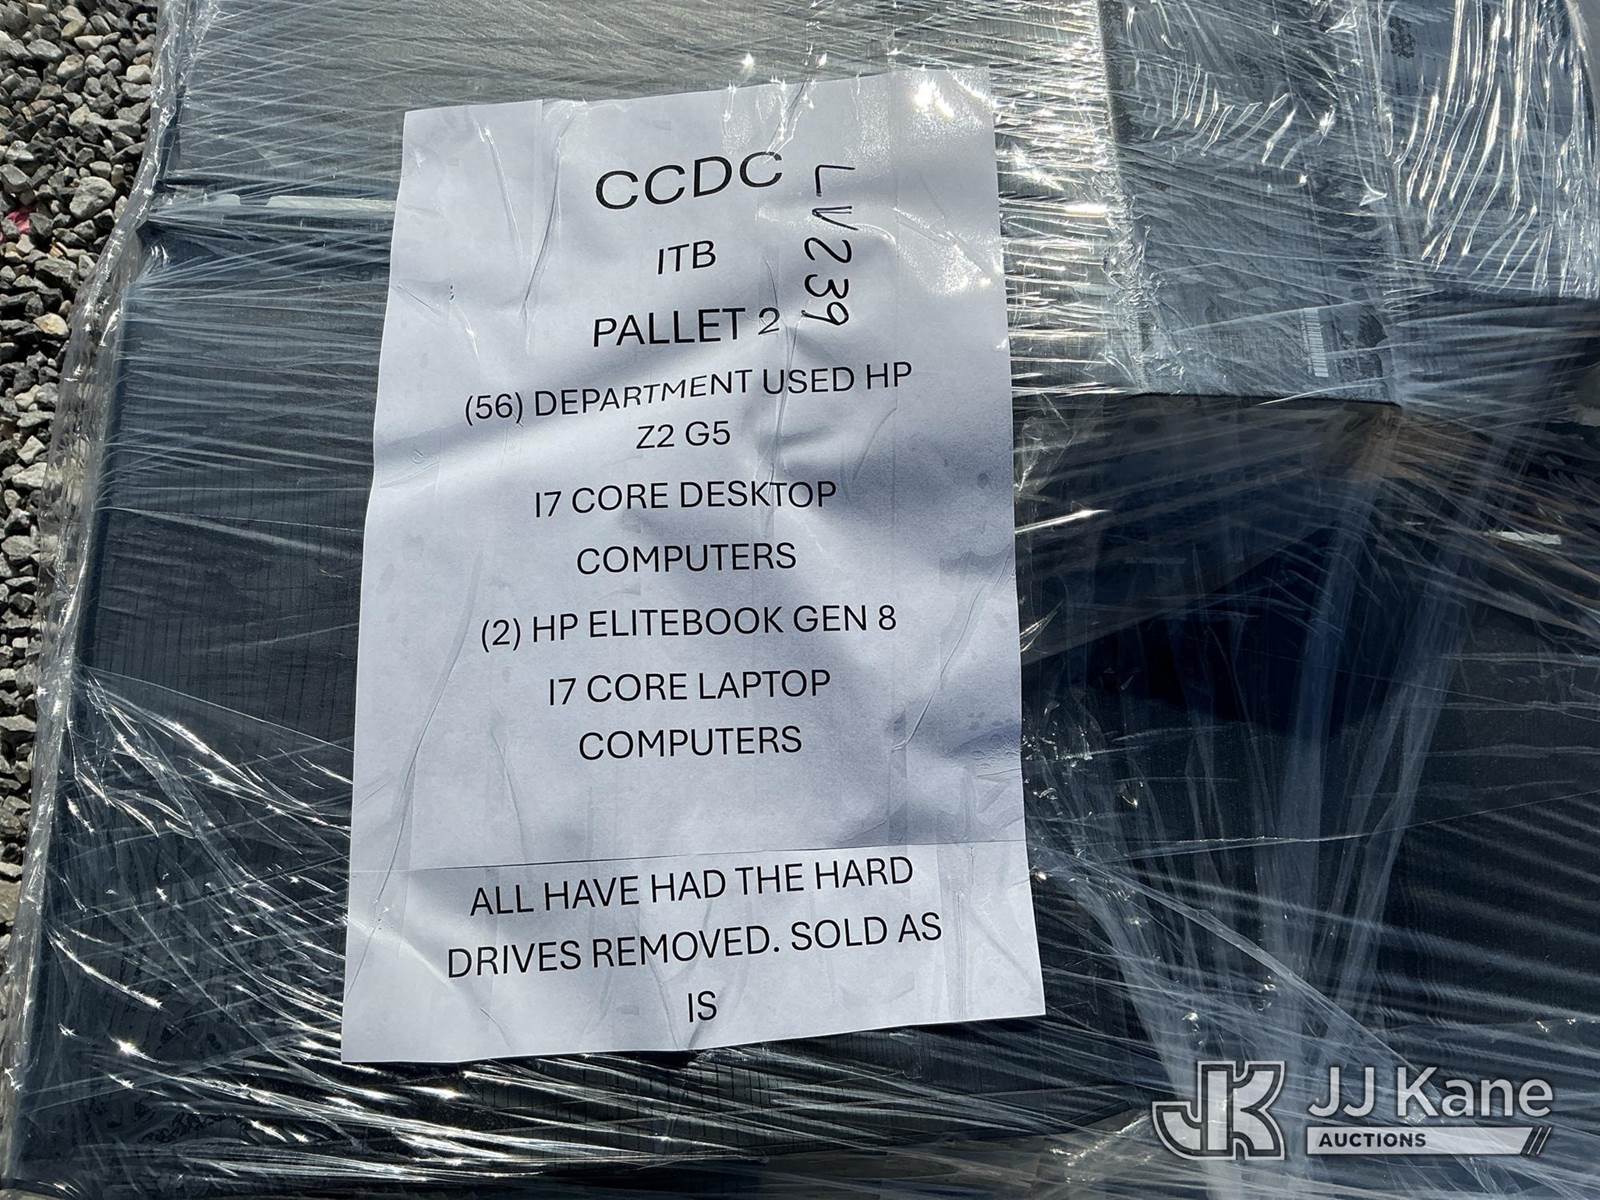 CCDC
LV239
ITB
PALLET 2
(56) DEPARTMENT USED HP
Z2 G5
I7 CORE DESKTOP
COMPUTERS
(2) HP ELITEBOOK GEN 8
I7 CORE LAPTOP
COMPUTERS
ALL HAVE HAD THE HARD
DRIVES REMOVED. SOLD AS
IS
JK JJ Kane
AUCTIONS